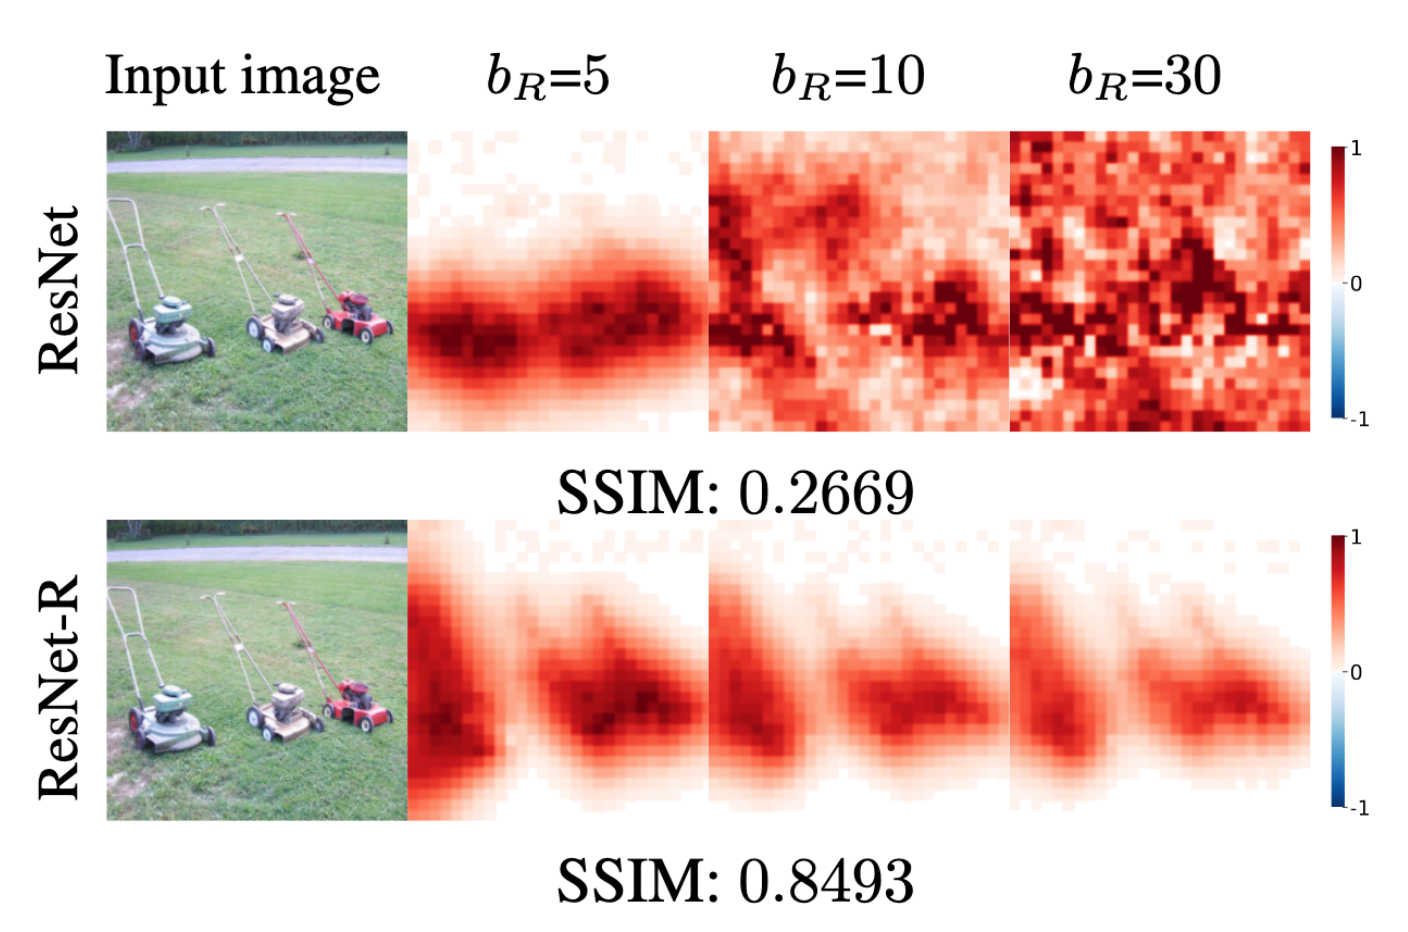 Input image b_R=5 b_R=10 b_R=30
ResNet
1
0
-1
SSIM: 0.2669
ResNet-R
1
0
-1
SSIM: 0.8493